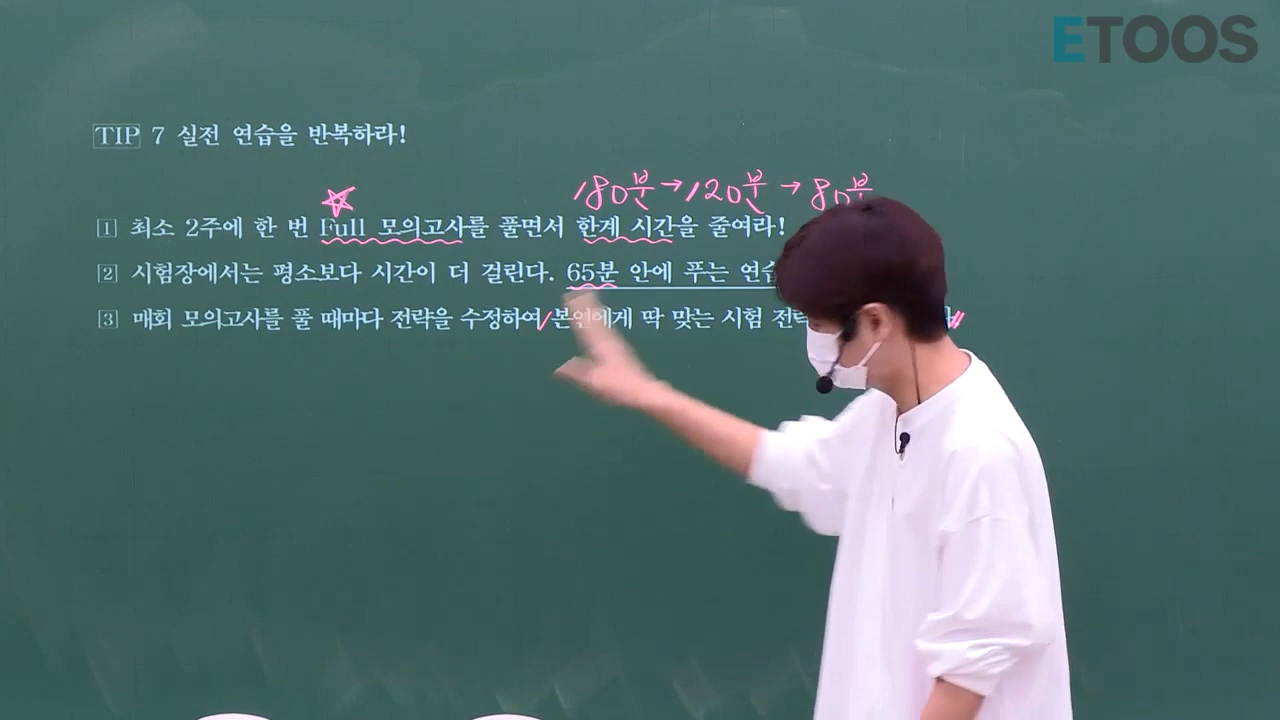 ETOOS
TIP 7 실전 연습을 반복하라!
180분→120분→80분
1 최소 2주에 한 번 Full 모의고사를 풀면서 한계 시간을 줄여라!
2 시험장에서는 평소보다 시간이 더 걸린다. 65분 안에 푸는 연습
3 매회 모의고사를 풀 때마다 전략을 수정하여 본인에게 딱 맞는 시험 전략